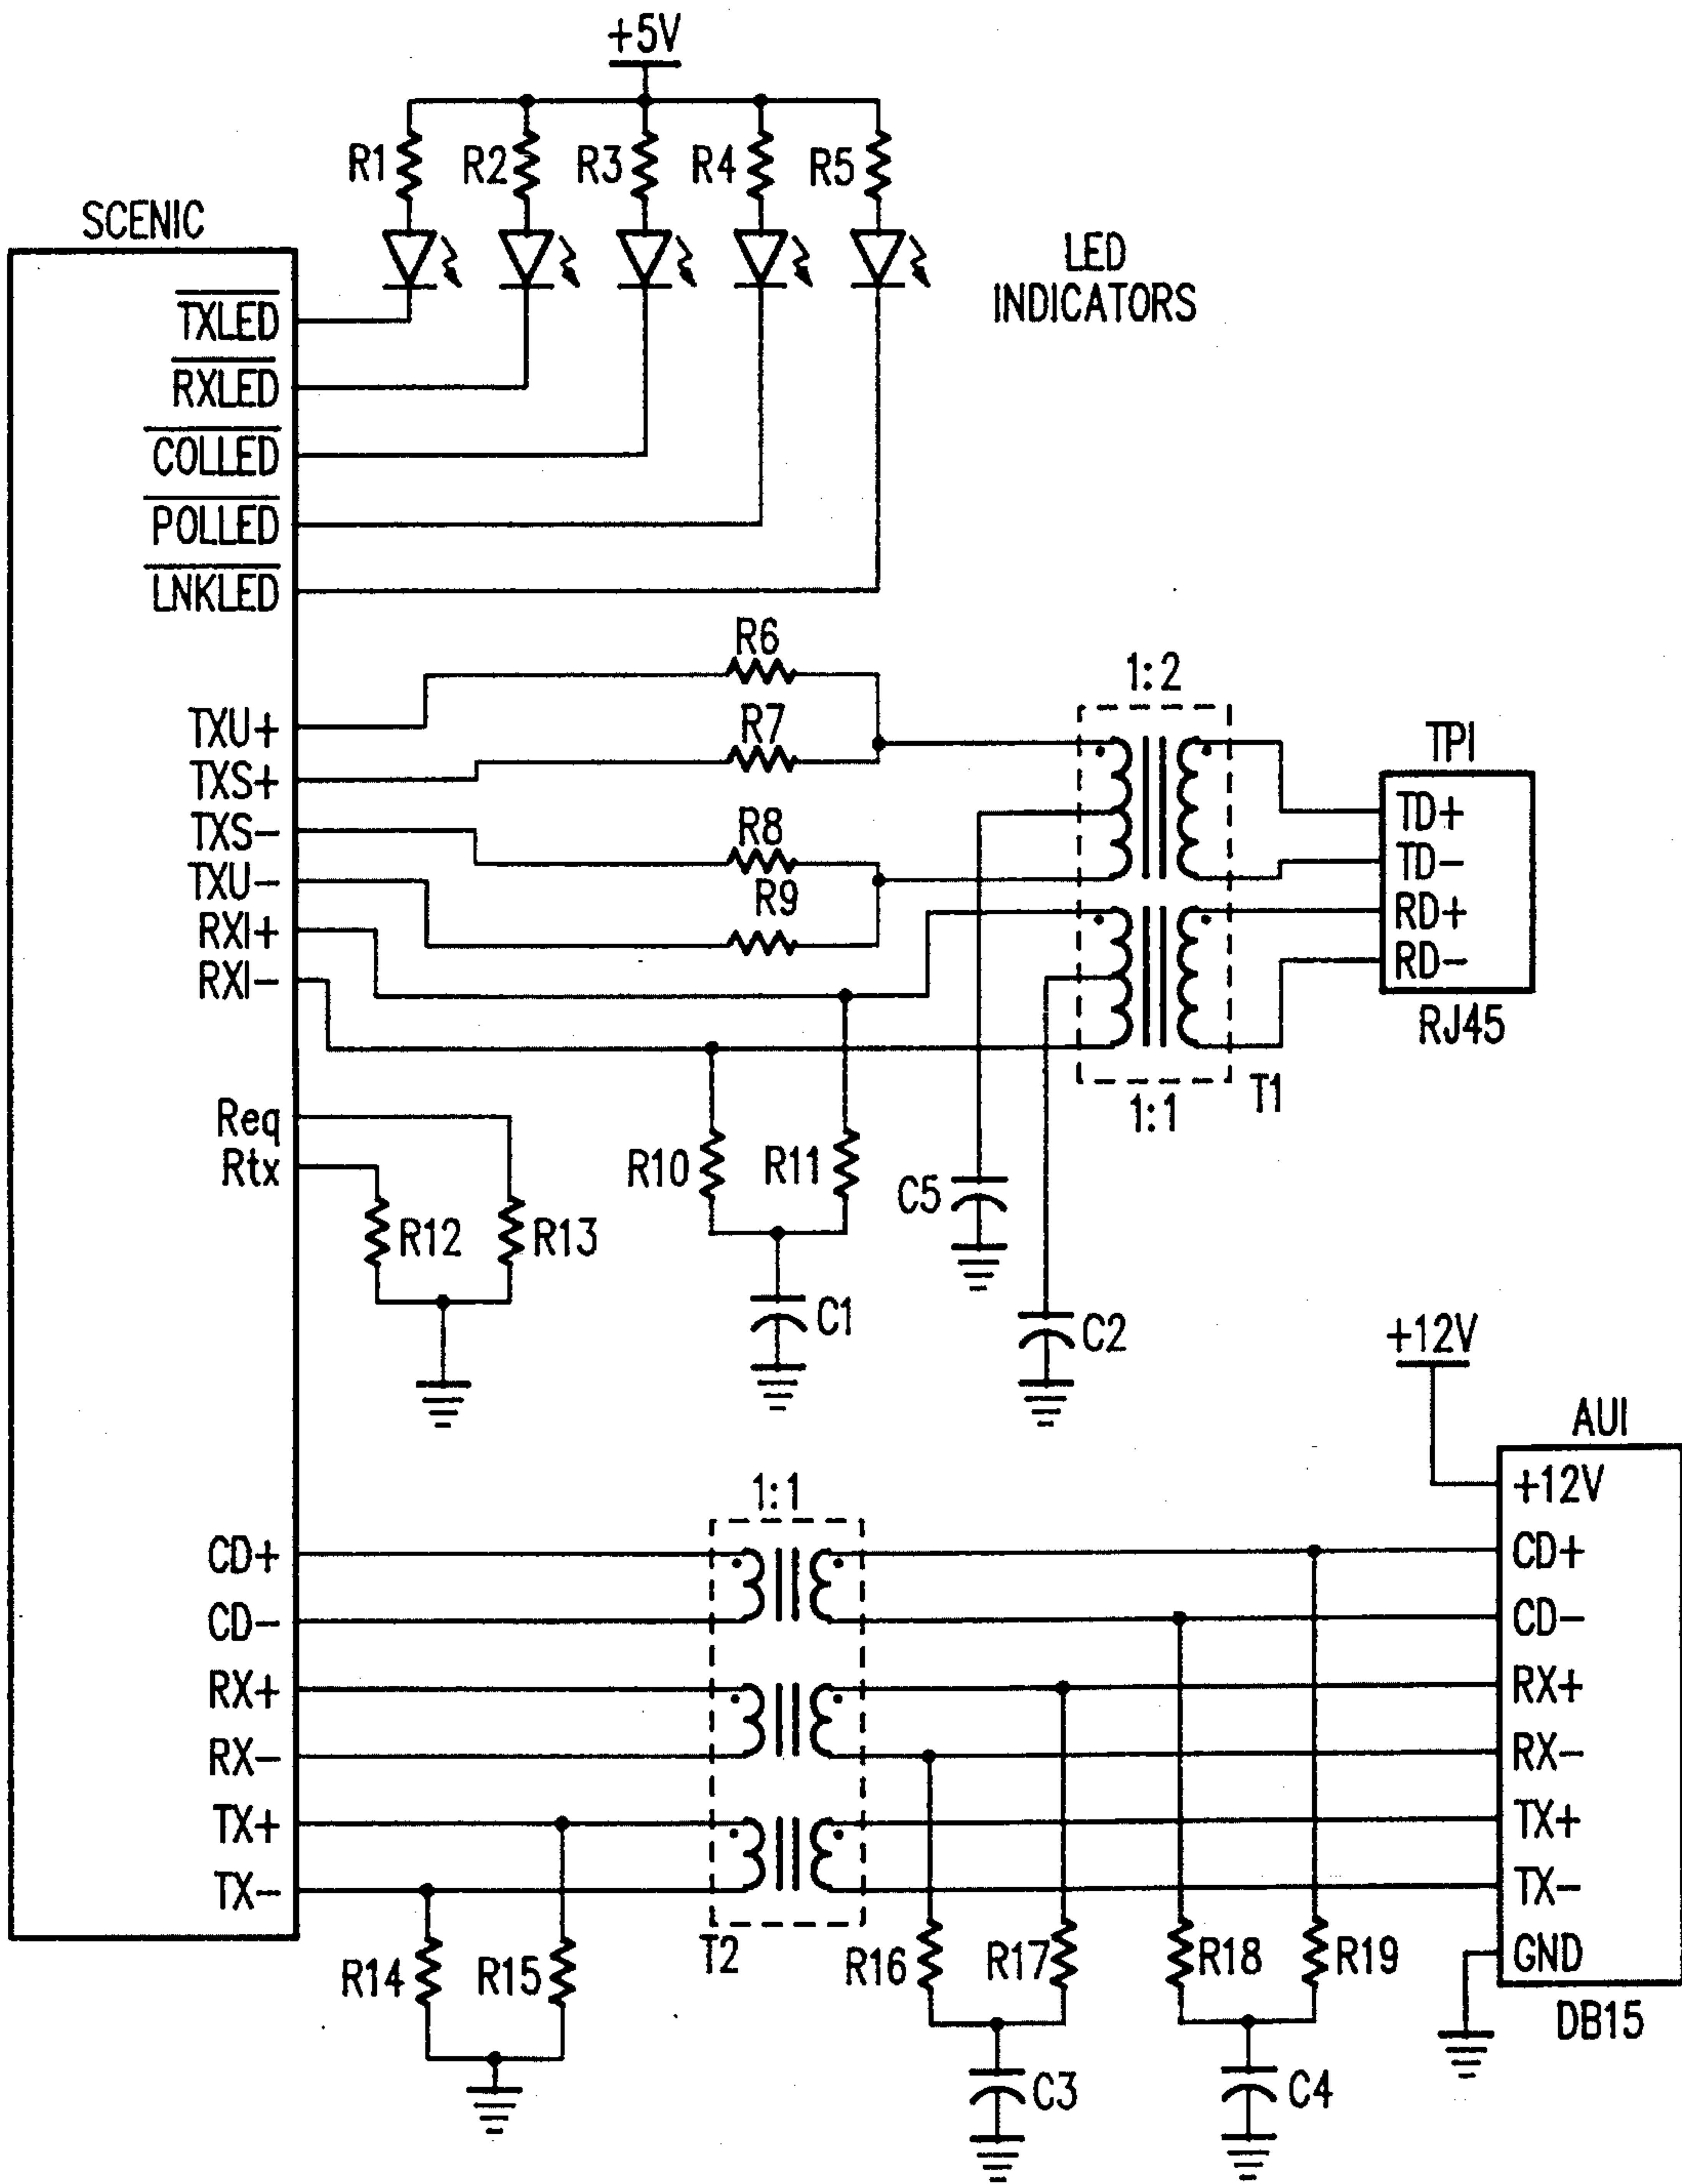 +5V
R1 R2 R3 R4 R5
SCENIC
LED
INDICATORS
TXLED
RXLED
COLLED
POLLED
LNKLED
R6
1:2
TXU+
R7
TPI
TXS+
TD+
TXS-
R8
TD-
TXU-
R9
RD+
RXI+
RD-
RXI-
RJ45
T1
1:1
Req
Rtx
R10 R11
C5
R12 R13
C1
C2
+12V
AUI
1:1
+12V
CD+ CD+
CD- CD-
RX+ RX+
RX- RX-
TX+ TX+
TX- TX-
T2
R14 R15
R16 R17 R18 R19
GND
DB15
C3 C4